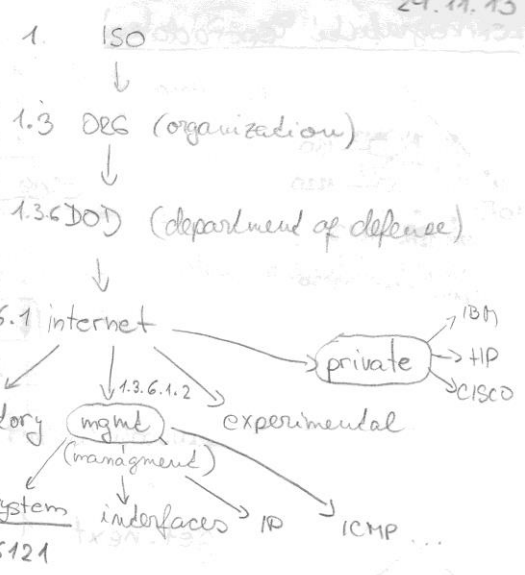 24.11.13
1. ISO
1.3 ORG (organization)
1.3.6 DOD (department of defense)
6.1 internet
IBM
private
HP
CISCO
1.3.6.1.2
tory mgmt experimental
(managment)
ystem interfaces IP ICMP ...
6121